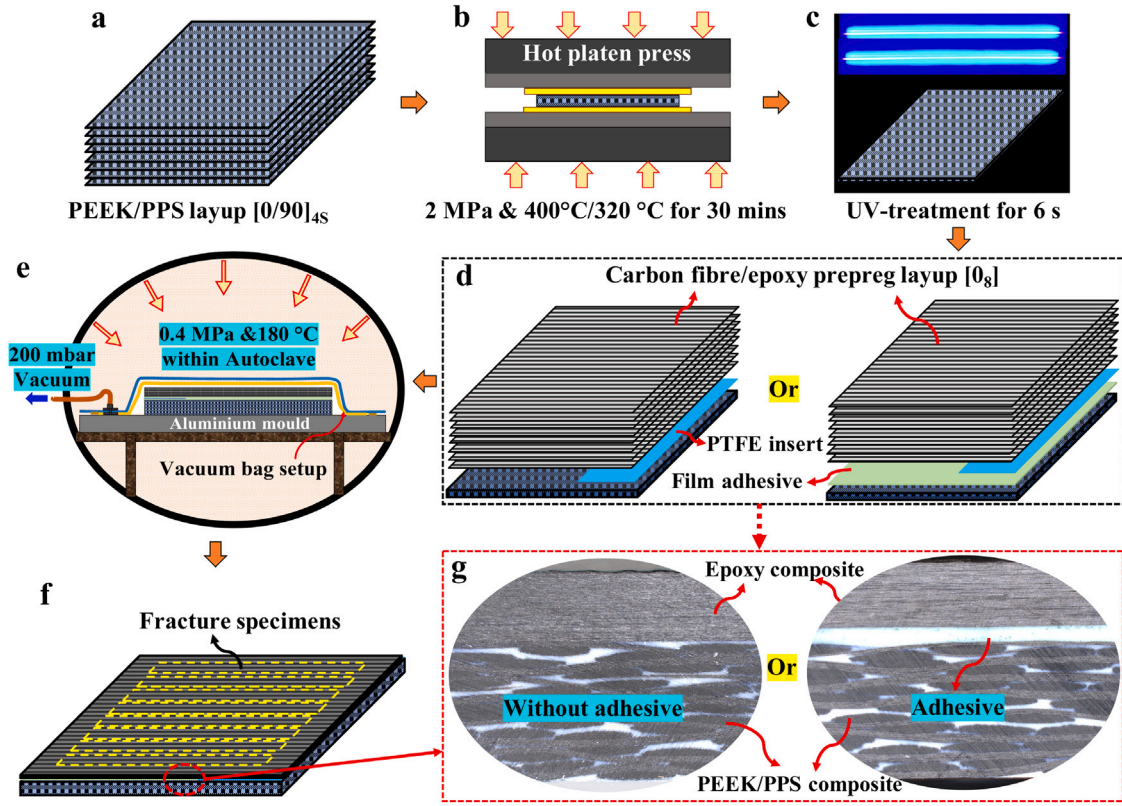 a
PEEK/PPS layup [0/90]4S
b
Hot platen press
2 MPa & 400°C/320 °C for 30 mins
c
UV-treatment for 6 s
d
Carbon fibre/epoxy prepreg layup [08]
Or
PTFE insert
Film adhesive
e
0.4 MPa &180 °C
within Autoclave
200 mbar
Vacuum
Aluminium mould
Vacuum bag setup
f
Fracture specimens
g
Epoxy composite
Or
Without adhesive
Adhesive
PEEK/PPS composite